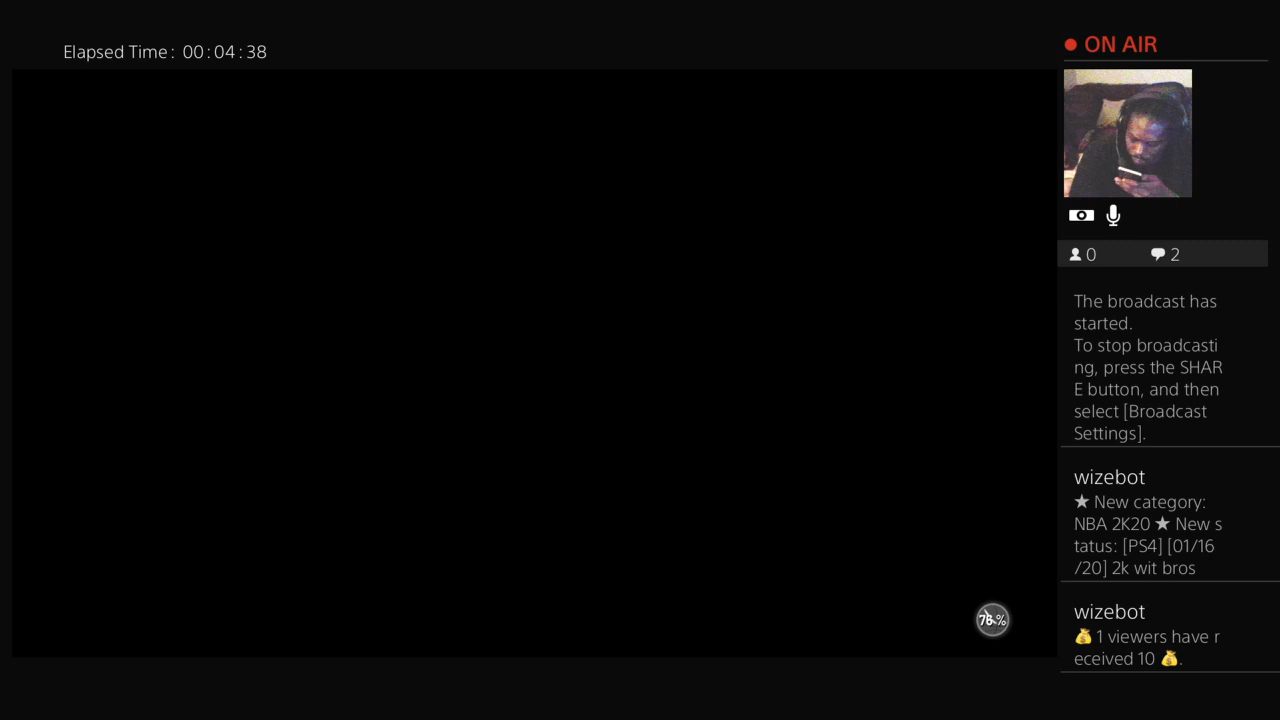 Elapsed Time: 00:04:38
ON AIR
0
2
The broadcast has
started.
To stop broadcasti
ng, press the SHAR
E button, and then
select [Broadcast
Settings].
wizebot
★ New category:
NBA 2K20 ★ New s
tatus: [PS4] [01/16
/20] 2k wit bros
wizebot
💰 1 viewers have r
eceived 10 💰.